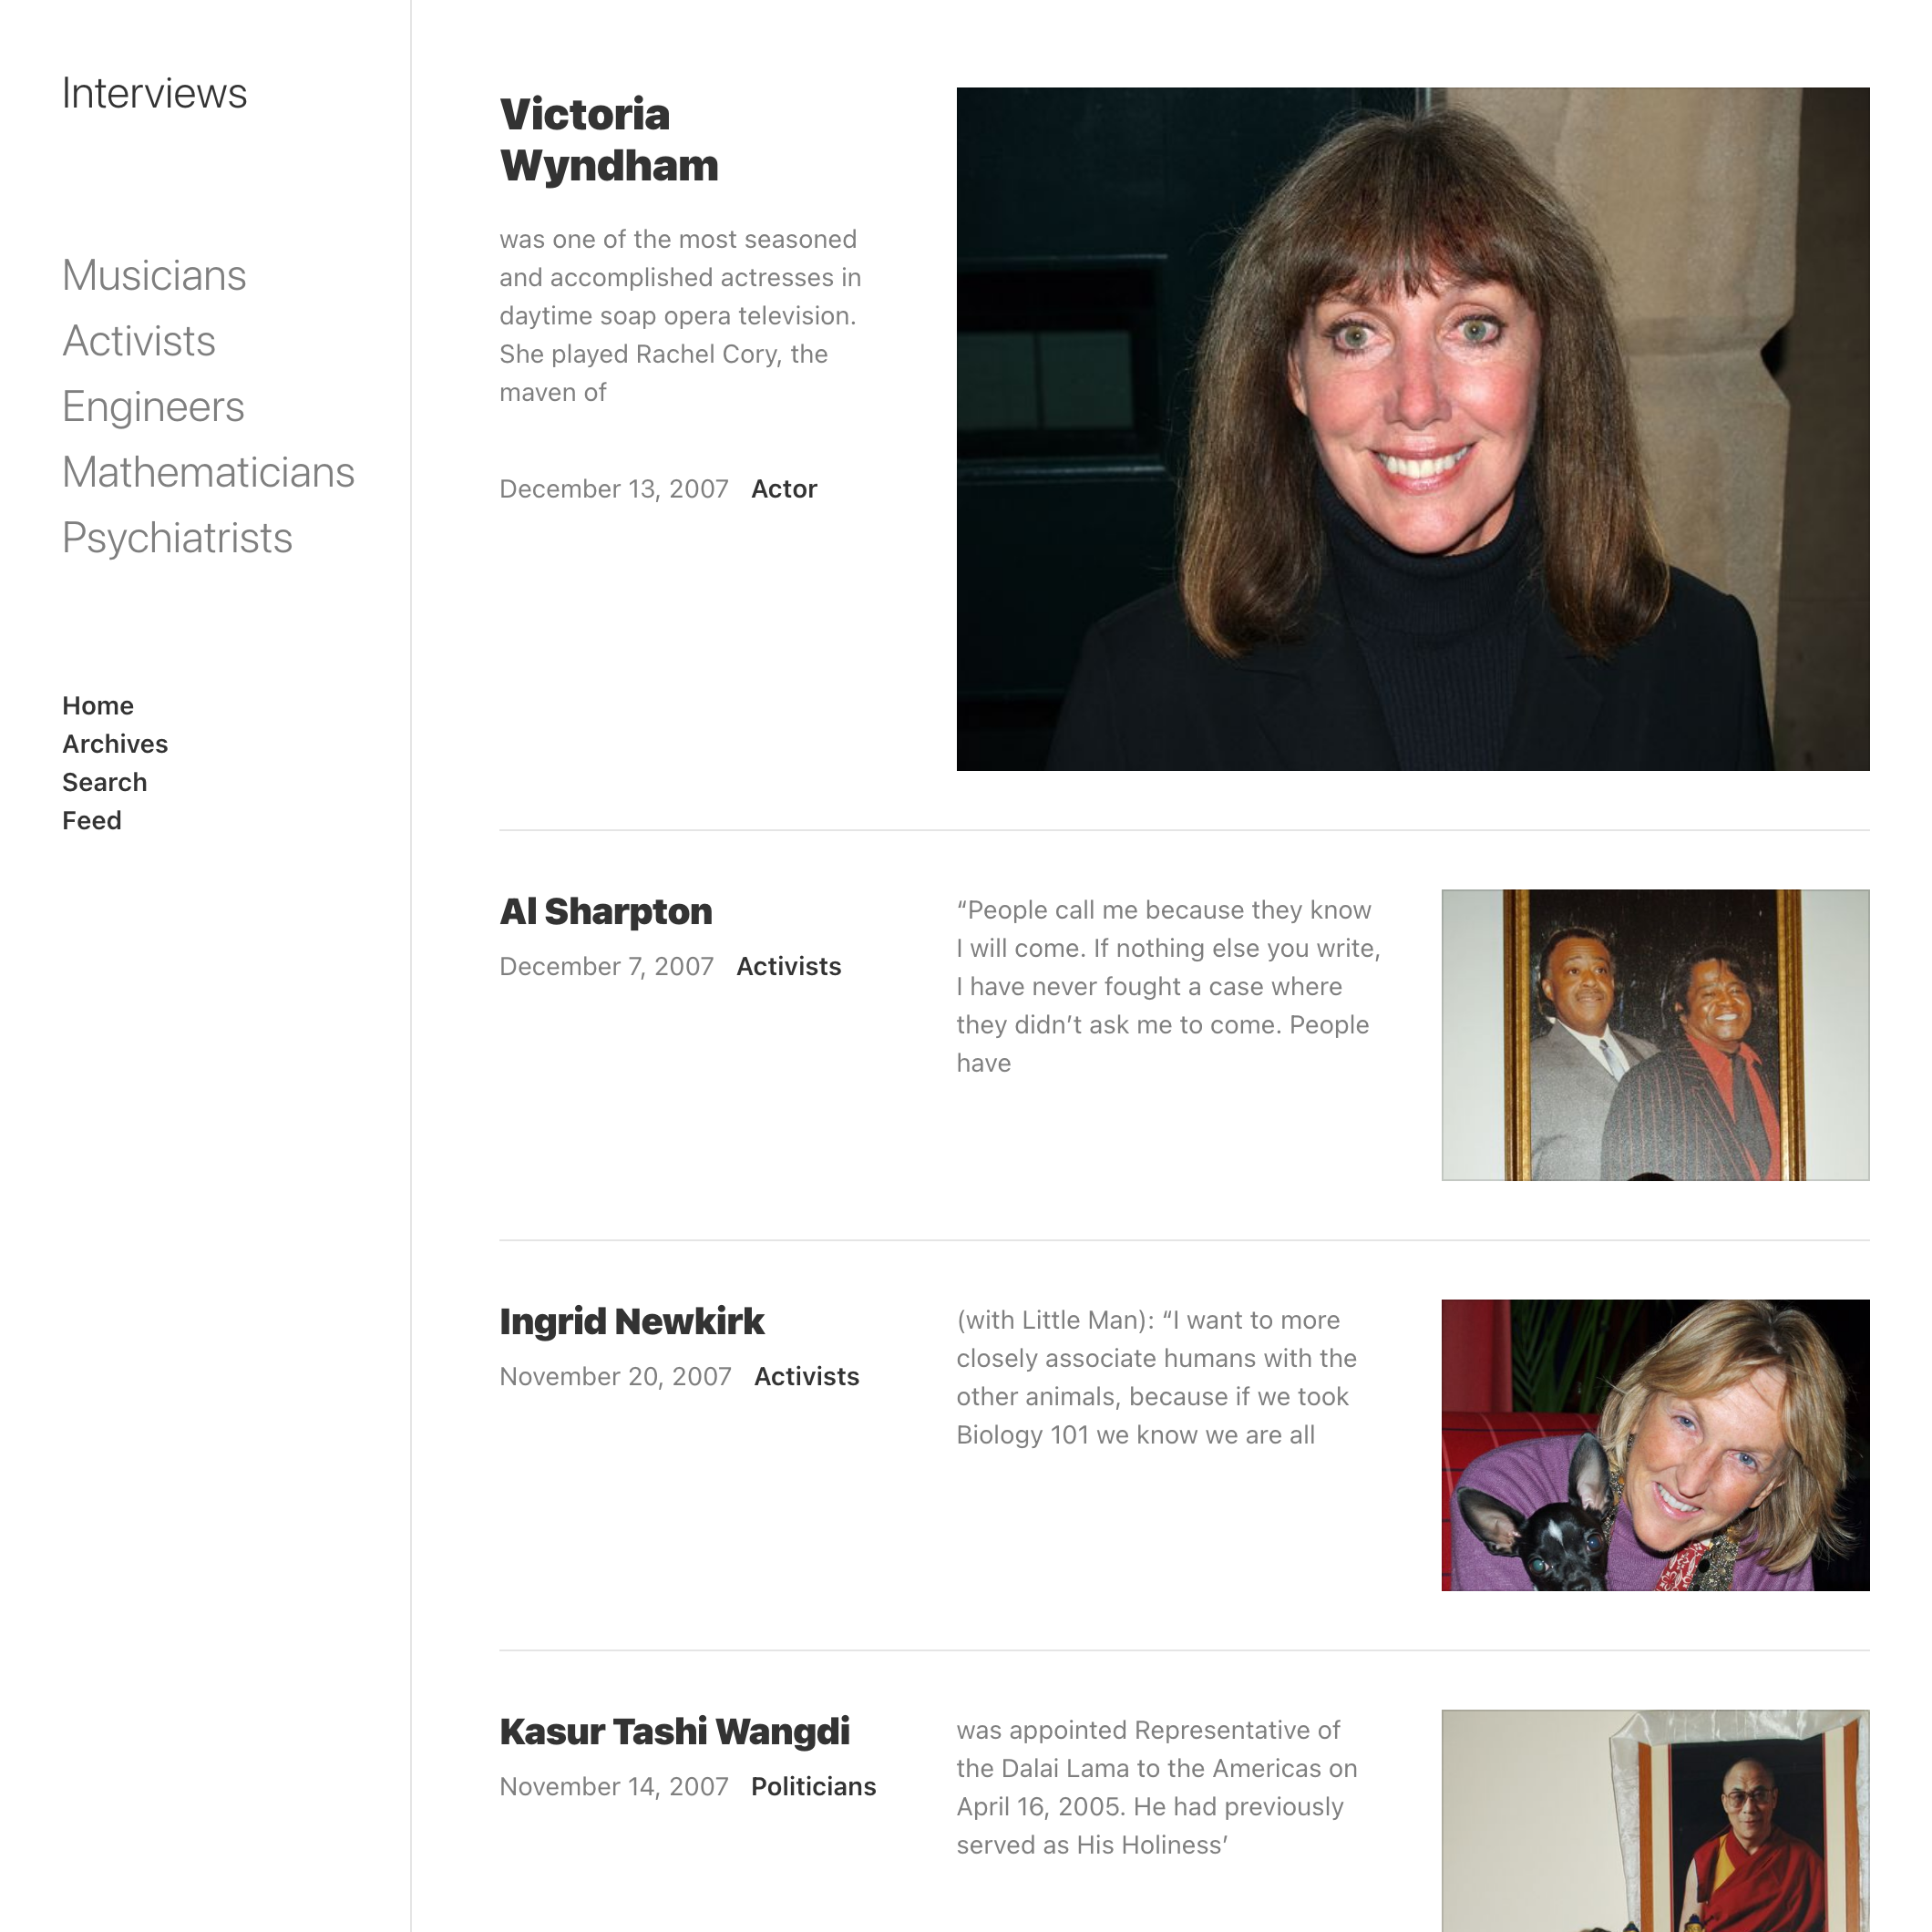 Interviews
Musicians
Activists
Engineers
Mathematicians
Psychiatrists
Home
Archives
Search
Feed
Victoria
Wyndham
was one of the most seasoned
and accomplished actresses in
daytime soap opera television.
She played Rachel Cory, the
maven of
December 13, 2007 Actor
Al Sharpton
December 7, 2007 Activists
“People call me because they know
I will come. If nothing else you write,
I have never fought a case where
they didn’t ask me to come. People
have
Ingrid Newkirk
November 20, 2007 Activists
(with Little Man): “I want to more
closely associate humans with the
other animals, because if we took
Biology 101 we know we are all
Kasur Tashi Wangdi
November 14, 2007 Politicians
was appointed Representative of
the Dalai Lama to the Americas on
April 16, 2005. He had previously
served as His Holiness’